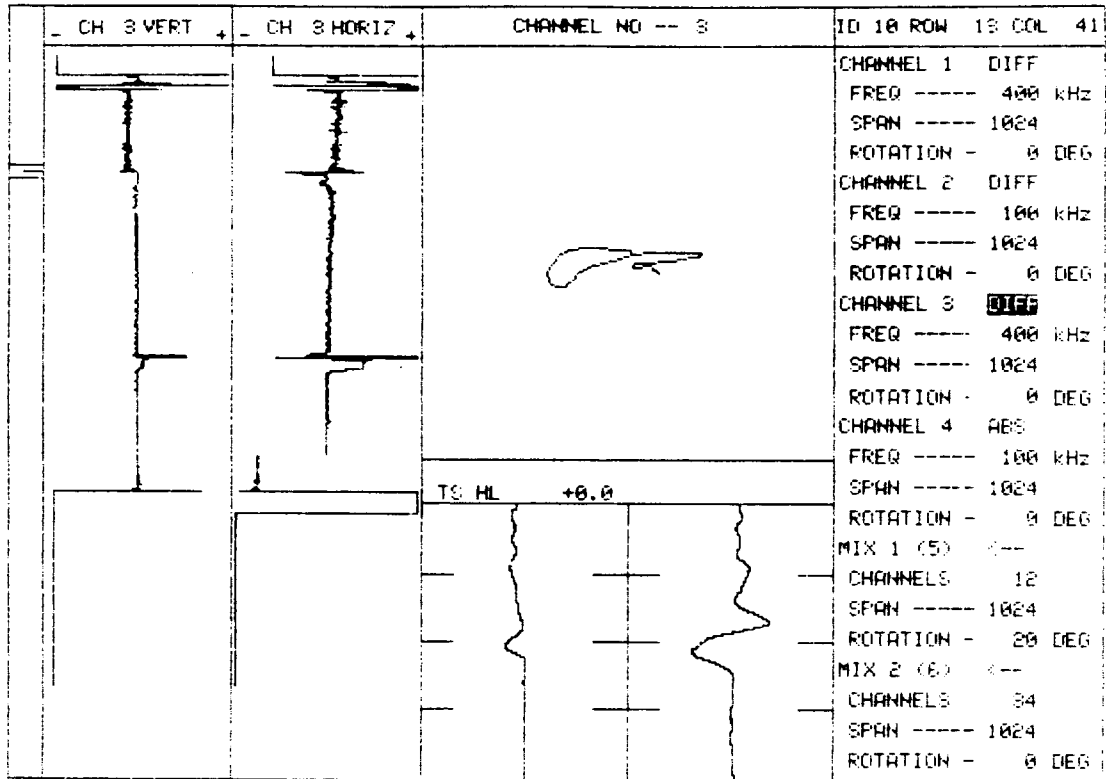 - CH 3 VERT +
- CH 3 HORIZ +
CHANNEL NO -- 3
ID 10 ROW 13 COL 41
TS HL +0.0
CHANNEL 1 DIFF
FREQ ----- 400 kHz
SPAN ----- 1024
ROTATION - 0 DEG
CHANNEL 2 DIFF
FREQ ----- 100 kHz
SPAN ----- 1024
ROTATION - 0 DEG
CHANNEL 3 DIFF
FREQ ----- 400 kHz
SPAN ----- 1024
ROTATION - 0 DEG
CHANNEL 4 ABS
FREQ ----- 100 kHz
SPAN ----- 1024
ROTATION - 0 DEG
MIX 1 (5) <--
CHANNELS 12
SPAN ----- 1024
ROTATION - 20 DEG
MIX 2 (6) <--
CHANNELS 34
SPAN ----- 1024
ROTATION - 0 DEG